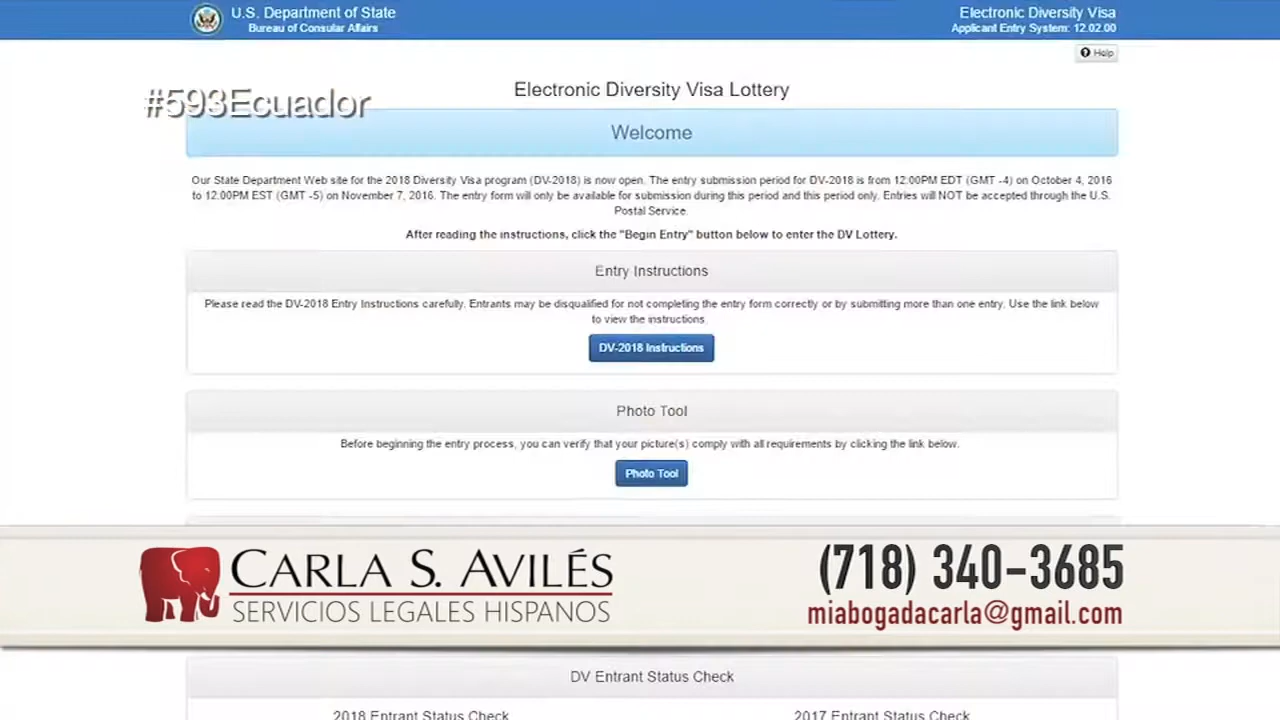 U.S. Department of State
Bureau of Consular Affairs
Electronic Diversity Visa
Applicant Entry System: 12.02.00
Help
Electronic Diversity Visa Lottery
#593Ecuador
Welcome
Our State Department Web site for the 2018 Diversity Visa program (DV-2018) is now open. The entry submission period for DV-2018 is from 12:00PM EDT (GMT -4) on October 4, 2016
to 12:00PM EST (GMT -5) on November 7, 2016. The entry form will only be available for submission during this period and this period only. Entries will NOT be accepted through the U.S.
Postal Service.
After reading the instructions, click the "Begin Entry" button below to enter the DV Lottery.
Entry Instructions
Please read the DV-2018 Entry Instructions carefully. Entrants may be disqualified for not completing the entry form correctly or by submitting more than one entry. Use the link below
to view the instructions.
DV-2018 Instructions
Photo Tool
Before beginning the entry process, you can verify that your picture(s) comply with all requirements by clicking the link below.
Photo Tool
CARLA S. AVILÉS
SERVICIOS LEGALES HISPANOS
(718) 340-3685
miabogadacarla@gmail.com
DV Entrant Status Check
2018 Entrant Status Check
2017 Entrant Status Check